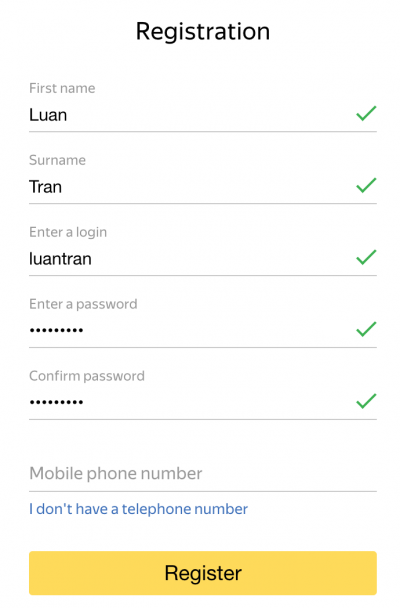 Registration
First name
Luan
Surname
Tran
Enter a login
luantran
Enter a password
•••••••••
Confirm password
•••••••••
Mobile phone number
I don't have a telephone number
Register